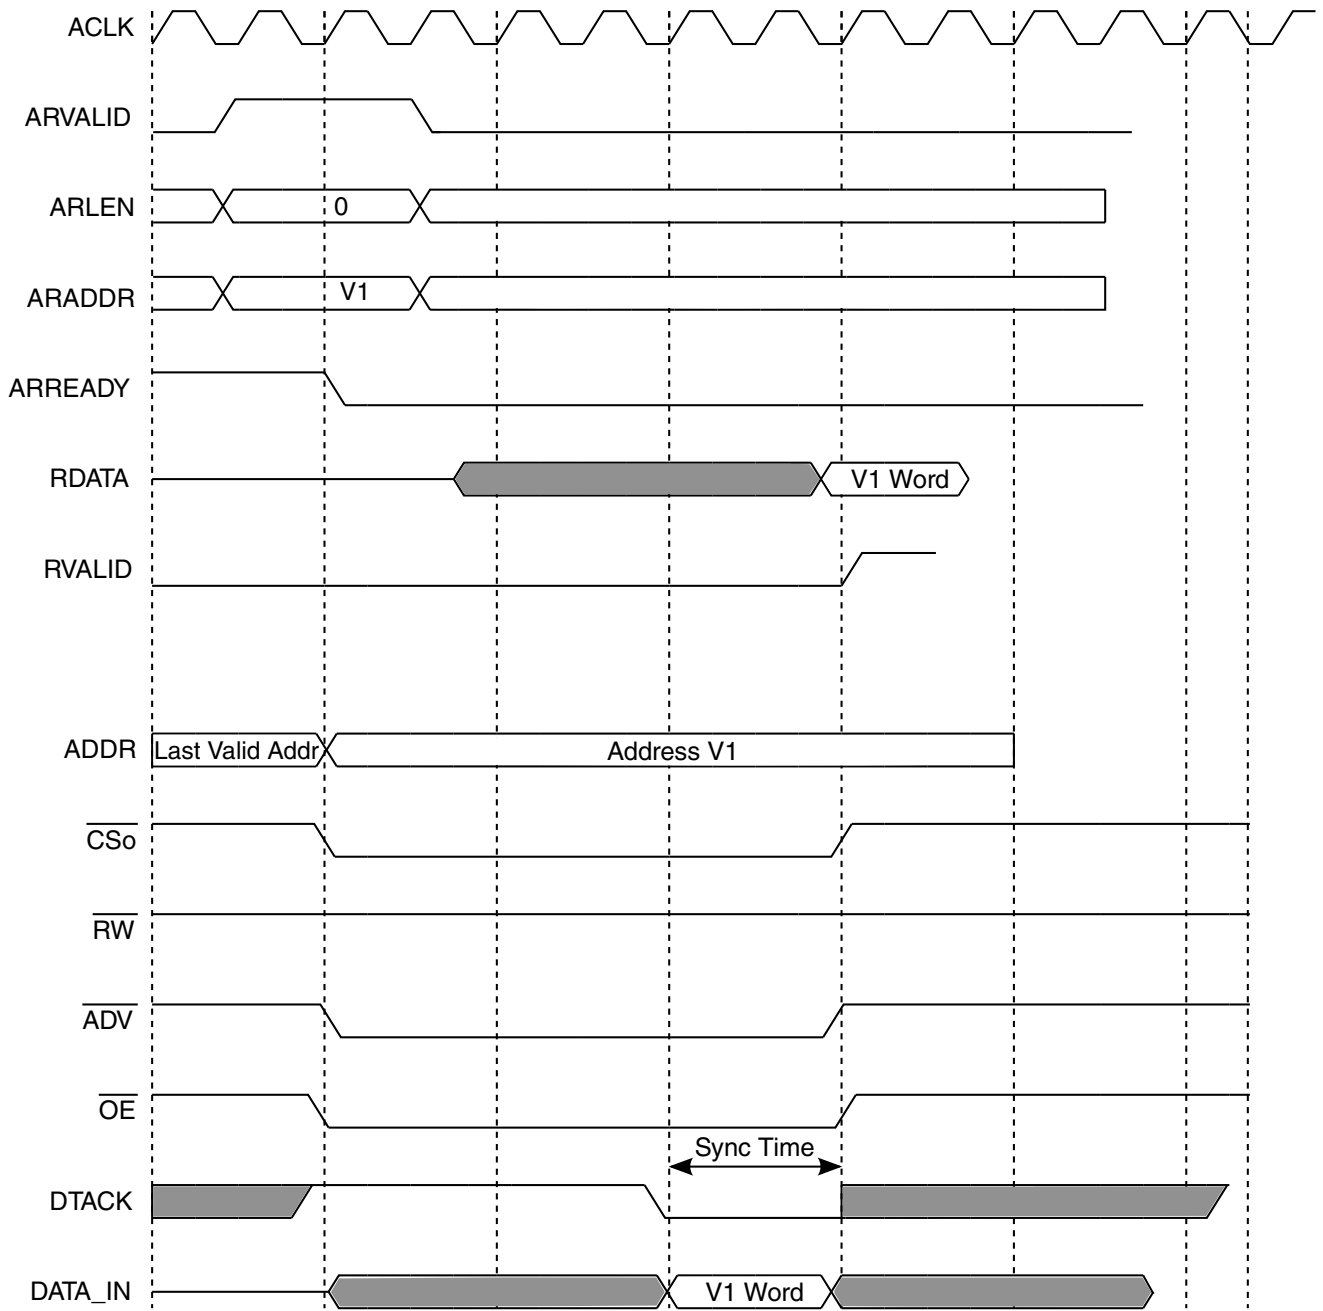 ACLK
ARVALID
ARLEN 0
ARADDR V1
ARREADY
RDATA V1 Word
RVALID
ADDR Last Valid Addr Address V1
CSo
RW
ADV
OE
Sync Time
DTACK
DATA_IN V1 Word